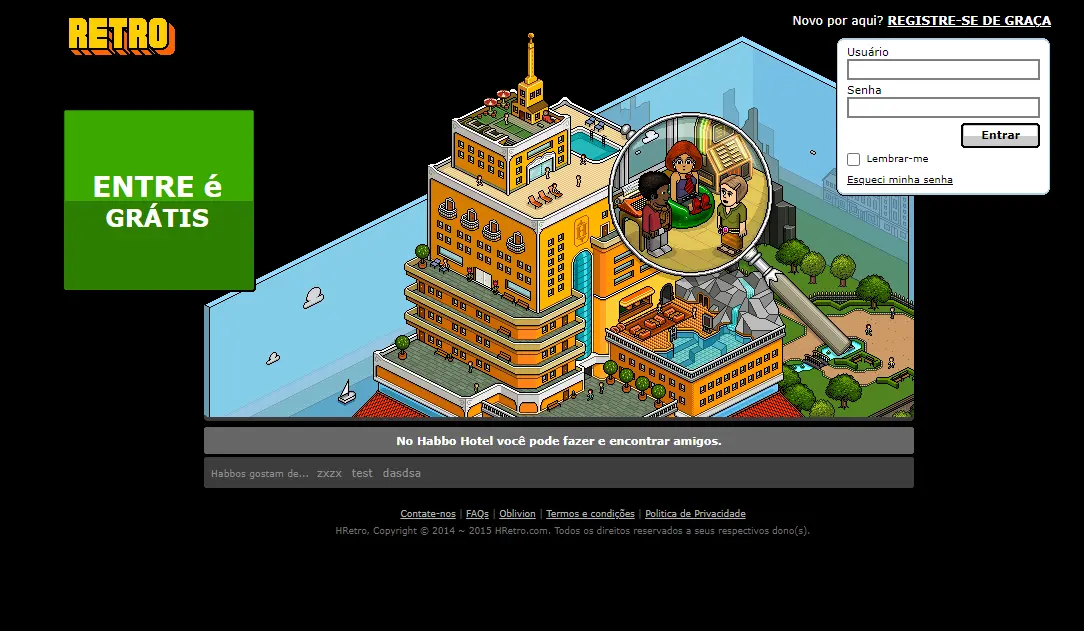 RETRO
Novo por aqui? REGISTRE-SE DE GRAÇA
Usuário
Senha
Entrar
Lembrar-me
Esqueci minha senha
ENTRE é
GRÁTIS
No Habbo Hotel você pode fazer e encontrar amigos.
Habbos gostam de... zxzx test dasdsa
Contate-nos | FAQs | Oblivion | Termos e condições | Politica de Privacidade
HRetro, Copyright © 2014 ~ 2015 HRetro.com. Todos os direitos reservados a seus respectivos dono(s).